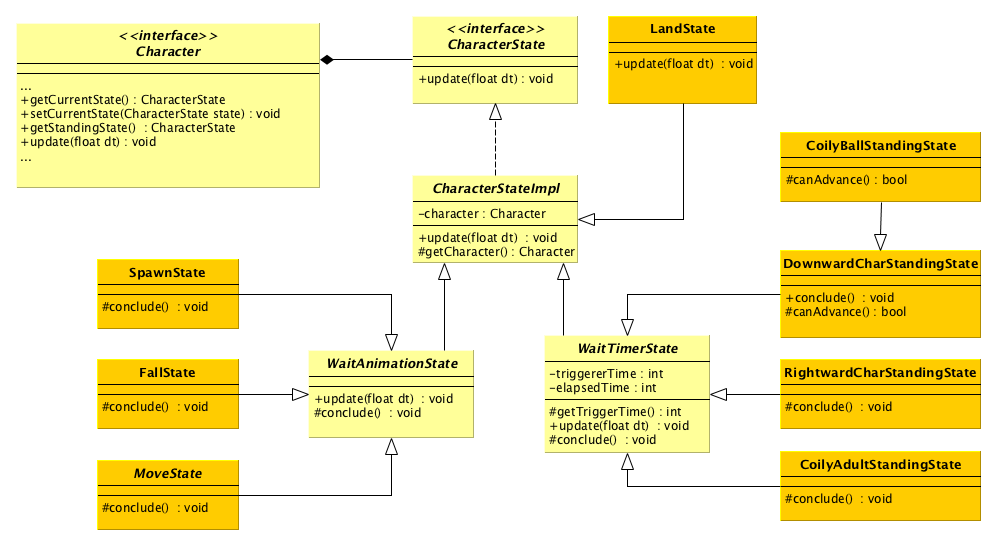 <<interface>>
Character
...
+getCurrentState() : CharacterState
+setCurrentState(CharacterState state) : void
+getStandingState() : CharacterState
+update(float dt) : void
...
<<interface>>
CharacterState
+update(float dt) : void
LandState
+update(float dt) : void
CharacterStateImpl
-character : Character
+update(float dt) : void
#getCharacter() : Character
CoilyBallStandingState
#canAdvance() : bool
DownwardCharStandingState
+conclude() : void
#canAdvance() : bool
SpawnState
#conclude() : void
FallState
#conclude() : void
MoveState
#conclude() : void
WaitAnimationState
+update(float dt) : void
#conclude() : void
WaitTimerState
-triggererTime : int
-elapsedTime : int
#getTriggerTime() : int
+update(float dt) : void
#conclude() : void
RightwardCharStandingState
#conclude() : void
CoilyAdultStandingState
#conclude() : void